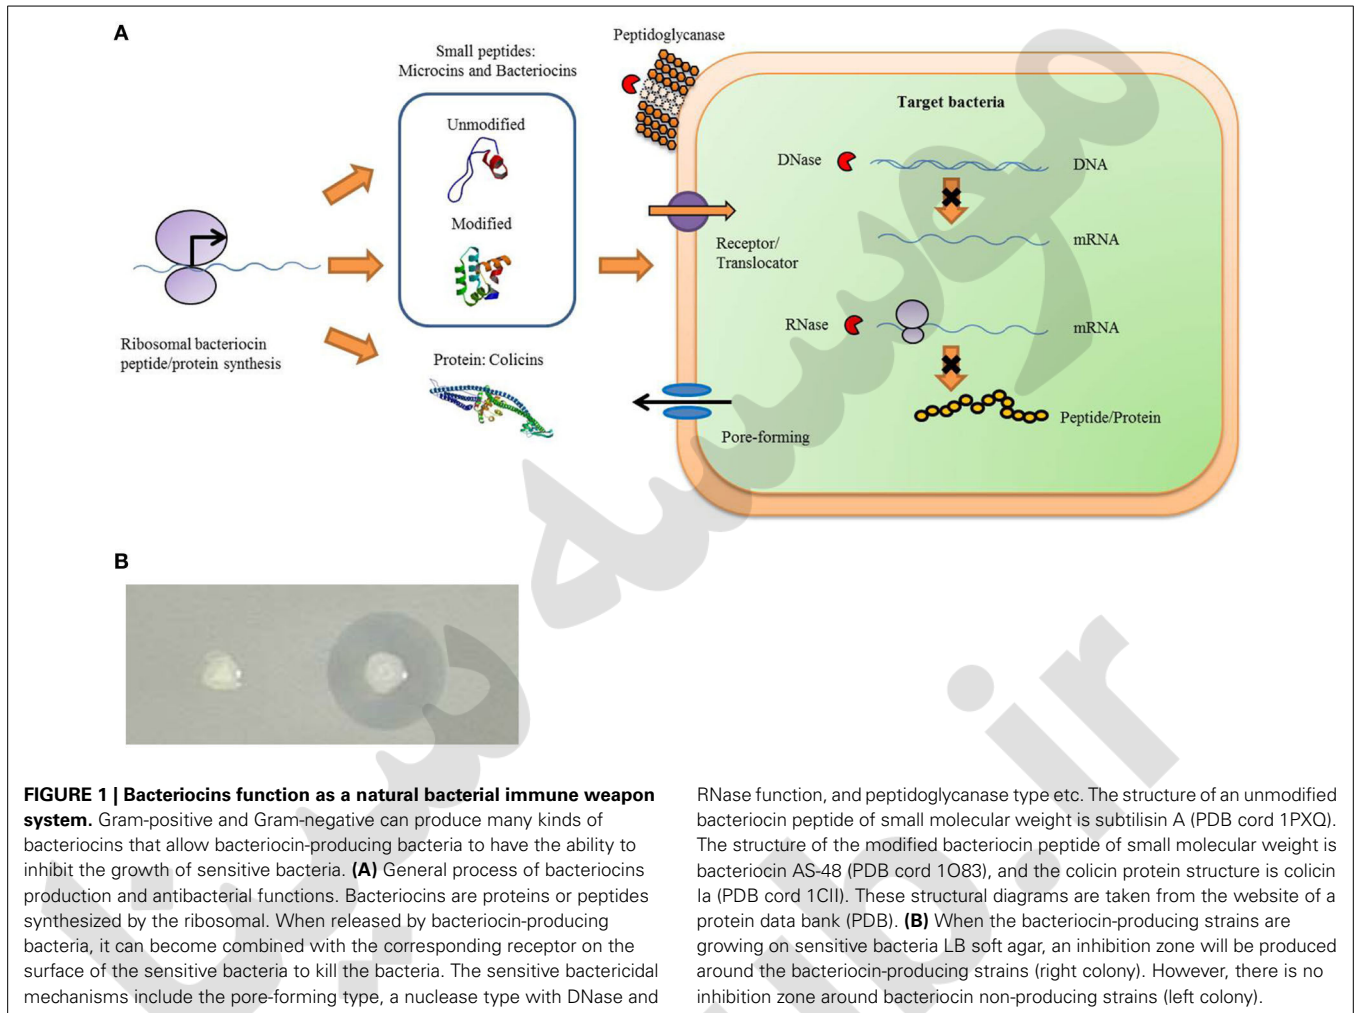 A
Small peptides:
Microcins and Bacteriocins
Unmodified
Modified
Ribosomal bacteriocin
peptide/protein synthesis
Protein: Colicins
Peptidoglycanase
Target bacteria
DNase
DNA
mRNA
Receptor/
Translocator
RNase
mRNA
Peptide/Protein
Pore-forming
B
FIGURE 1 | Bacteriocins function as a natural bacterial immune weapon
system. Gram-positive and Gram-negative can produce many kinds of
bacteriocins that allow bacteriocin-producing bacteria to have the ability to
inhibit the growth of sensitive bacteria. (A) General process of bacteriocins
production and antibacterial functions. Bacteriocins are proteins or peptides
synthesized by the ribosomal. When released by bacteriocin-producing
bacteria, it can become combined with the corresponding receptor on the
surface of the sensitive bacteria to kill the bacteria. The sensitive bactericidal
mechanisms include the pore-forming type, a nuclease type with DNase and
RNase function, and peptidoglycanase type etc. The structure of an unmodified
bacteriocin peptide of small molecular weight is subtilisin A (PDB cord 1PXQ).
The structure of the modified bacteriocin peptide of small molecular weight is
bacteriocin AS-48 (PDB cord 1O83), and the colicin protein structure is colicin
Ia (PDB cord 1CII). These structural diagrams are taken from the website of a
protein data bank (PDB). (B) When the bacteriocin-producing strains are
growing on sensitive bacteria LB soft agar, an inhibition zone will be produced
around the bacteriocin-producing strains (right colony). However, there is no
inhibition zone around bacteriocin non-producing strains (left colony).
موسسه